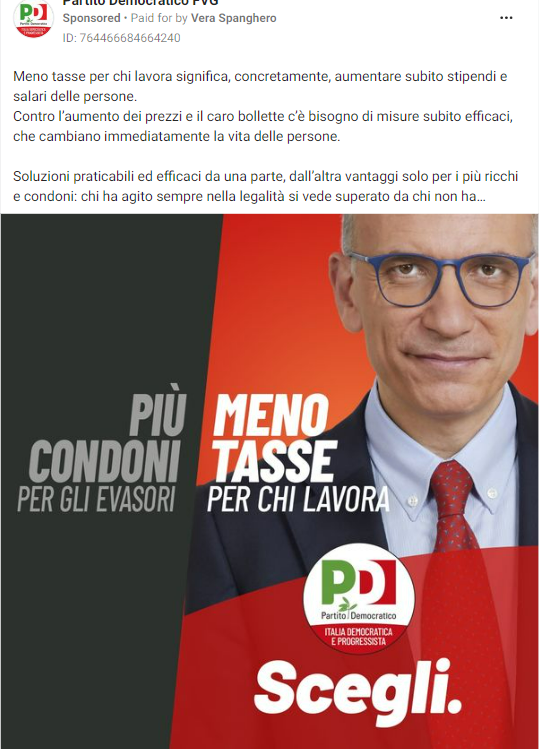 Partito Democratico FVG
Sponsored • Paid for by Vera Spanghero
ID: 764466684664240
Meno tasse per chi lavora significa, concretamente, aumentare subito stipendi e
salari delle persone.
Contro l'aumento dei prezzi e il caro bollette c'è bisogno di misure subito efficaci,
che cambiano immediatamente la vita delle persone.
Soluzioni praticabili ed efficaci da una parte, dall'altra vantaggi solo per i più ricchi
e condoni: chi ha agito sempre nella legalità si vede superato da chi non ha...
PIÙ
CONDONI
PER GLI EVASORI
MENO
TASSE
PER CHI LAVORA
PD
Partito Democratico
ITALIA DEMOCRATICA
E PROGRESSISTA
Scegli.